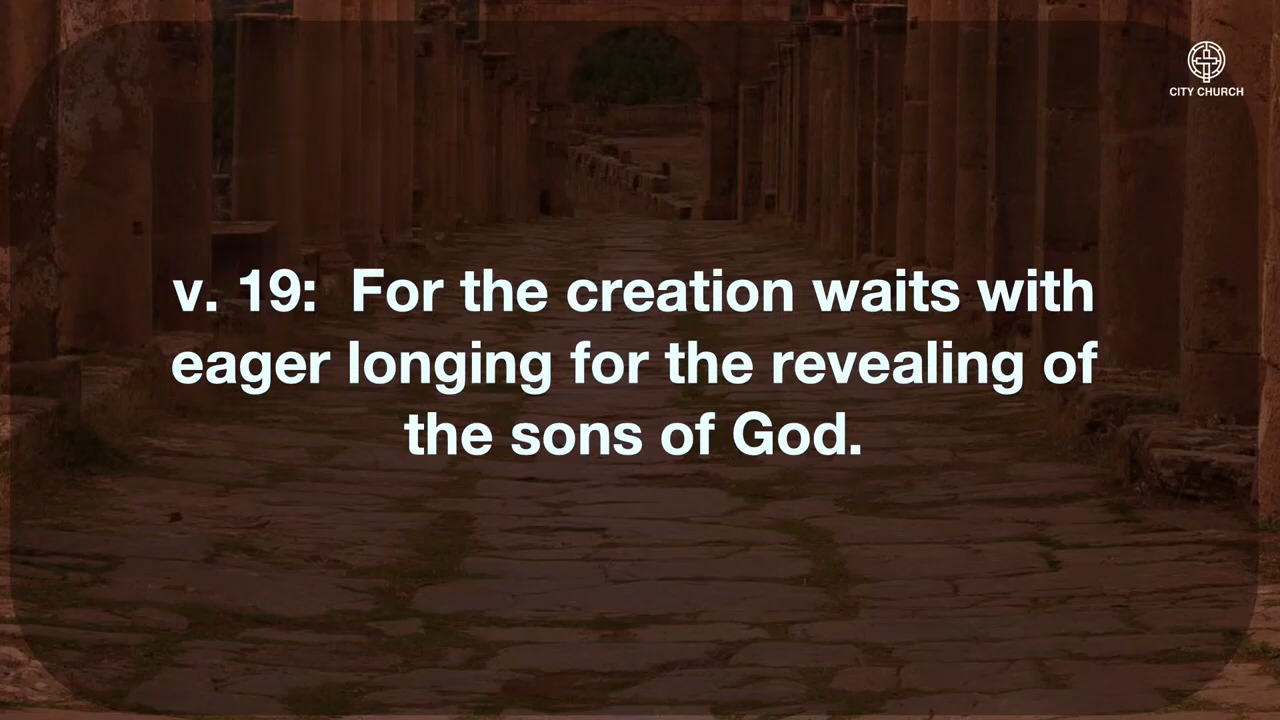 CITY CHURCH
v. 19:  For the creation waits with
eager longing for the revealing of
the sons of God.